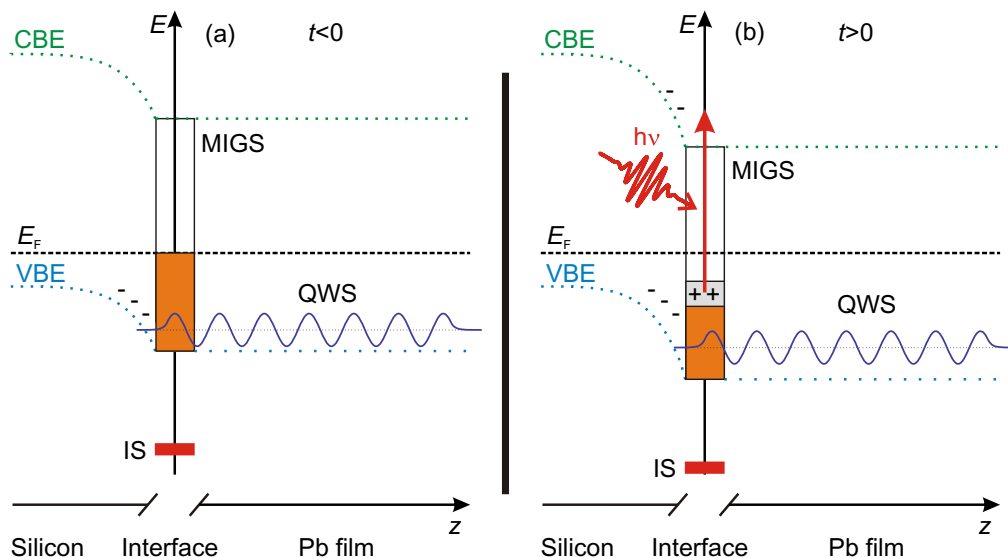 E (a) t<0
CBE
MIGS
E_F
VBE
QWS
- -
IS
z
Silicon Interface Pb film
E (b) t>0
CBE
- -
hν
MIGS
E_F
VBE
+ +
QWS
- -
IS
z
Silicon Interface Pb film